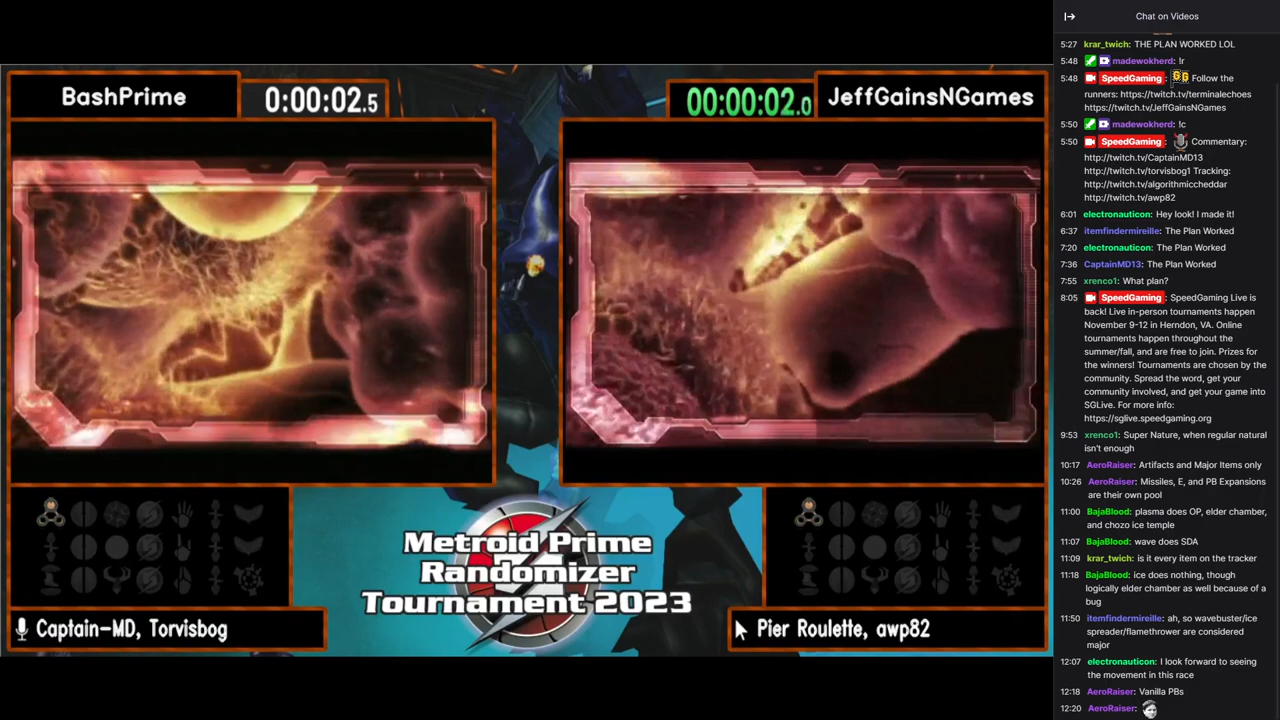 BashPrime
0:00:02.5
00:00:02.0
JeffGainsNGames
Metroid Prime
Randomizer
Tournament 2023
Captain-MD, Torvisbog
Pier Roulette, awp82
Chat on Videos
5:27 krar_twich: THE PLAN WORKED LOL
5:48 madewokherd: !r
5:48 SpeedGaming : Follow the
runners: https://twitch.tv/terminalechoes
https://twitch.tv/JeffGainsNGames
5:50 madewokherd: !c
5:50 SpeedGaming : Commentary:
http://twitch.tv/CaptainMD13
http://twitch.tv/torvisbog1 Tracking:
http://twitch.tv/algorithmiccheddar
http://twitch.tv/awp82
6:01 electronauticon: Hey look! I made it!
6:37 itemfindermireille: The Plan Worked
7:20 electronauticon: The Plan Worked
7:36 CaptainMD13: The Plan Worked
7:55 xrenco1: What plan?
8:05 SpeedGaming : SpeedGaming Live is
back! Live in-person tournaments happen
November 9-12 in Herndon, VA. Online
tournaments happen throughout the
summer/fall, and are free to join. Prizes for
the winners! Tournaments are chosen by the
community. Spread the word, get your
community involved, and get your game into
SGLive. For more info:
https://sglive.speedgaming.org
9:53 xrenco1: Super Nature, when regular natural
isn't enough
10:17 AeroRaiser: Artifacts and Major Items only
10:26 AeroRaiser: Missiles, E, and PB Expansions
are their own pool
11:00 BajaBlood: plasma does OP, elder chamber,
and chozo ice temple
11:07 BajaBlood: wave does SDA
11:09 krar_twich: is it every item on the tracker
11:18 BajaBlood: ice does nothing, though
logically elder chamber as well because of a
bug
11:50 itemfindermireille: ah, so wavebuster/ice
spreader/flamethrower are considered
major
12:07 electronauticon: I look forward to seeing
the movement in this race
12:18 AeroRaiser: Vanilla PBs
12:20 AeroRaiser: